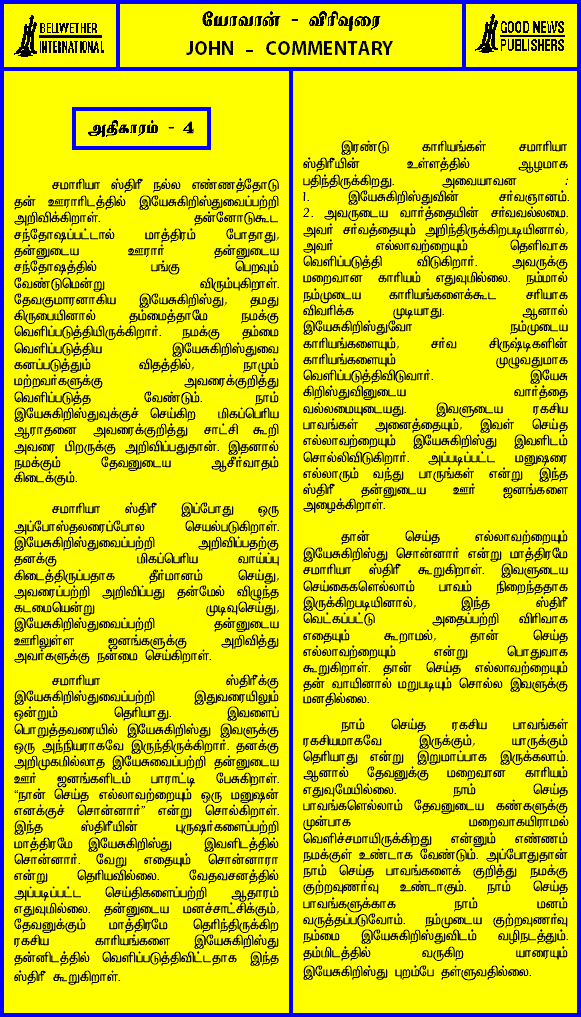 BELWETHER
INTERNATIONAL
யோவான் - விரிவுரை
JOHN - COMMENTARY
GOOD NEWS
PUBLISHERS
அதிகாரம் - 4
சமாரியா ஸ்திரீ நல்ல எண்ணத்தோடு
தன் ஊராரிடத்தில் இயேசுகிறிஸ்துவைப்பற்றி
அறிவிக்கிறாள். தன்னோடுகூட
சந்தோஷப்பட்டால் மாத்திரம் போதாது,
தன்னுடைய ஊரார் தன்னுடைய
சந்தோஷத்தில் பங்கு பெறவும்
வேண்டுமென்று விரும்புகிறாள்.
தேவகுமாரனாகிய இயேசுகிறிஸ்து, தமது
கிருபையினால் தம்மைத்தாமே நமக்கு
வெளிப்படுத்தியிருக்கிறார். நமக்கு தம்மை
வெளிப்படுத்திய இயேசுகிறிஸ்துவை
கனப்படுத்தும் விதத்தில், நாமும்
மற்றவர்களுக்கு அவரைக்குறித்து
வெளிப்படுத்த வேண்டும். நாம்
இயேசுகிறிஸ்துவுக்குச் செய்கிற மிகப்பெரிய
ஆராதனை அவரைக்குறித்து சாட்சி கூறி
அவரை பிறருக்கு அறிவிப்பதுதான். இதனால்
நமக்கும் தேவனுடைய ஆசீர்வாதம்
கிடைக்கும்.
சமாரியா ஸ்திரீ இப்போது ஒரு
அப்போஸ்தலரைப்போல செயல்படுகிறாள்.
இயேசுகிறிஸ்துவைப்பற்றி அறிவிப்பதற்கு
தனக்கு மிகப்பெரிய வாய்ப்பு
கிடைத்திருப்பதாக தீர்மானம் செய்து,
அவரைப்பற்றி அறிவிப்பது தன்மேல் விழுந்த
கடமையென்று முடிவுசெய்து,
இயேசுகிறிஸ்துவைப்பற்றி தன்னுடைய
ஊரிலுள்ள ஜனங்களுக்கு அறிவித்து
அவர்களுக்கு நன்மை செய்கிறாள்.
சமாரியா ஸ்திரீக்கு
இயேசுகிறிஸ்துவைப்பற்றி இதுவரையிலும்
ஒன்றும் தெரியாது. இவளைப்
பொறுத்தவரையில் இயேசுகிறிஸ்து இவளுக்கு
ஒரு அந்நியராகவே இருந்திருக்கிறார். தனக்கு
அறிமுகமில்லாத இயேசுவைப்பற்றி தன்னுடைய
ஊர் ஜனங்களிடம் பாராட்டி பேசுகிறாள்.
“நான் செய்த எல்லாவற்றையும் ஒரு மனுஷன்
எனக்குச் சொன்னார்” என்று சொல்கிறாள்.
இந்த ஸ்திரீயின் புருஷர்களைப்பற்றி
மாத்திரமே இயேசுகிறிஸ்து இவளிடத்தில்
சொன்னார். வேறு எதையும் சொன்னாரா
என்று தெரியவில்லை. வேதவசனத்தில்
அப்படிப்பட்ட செய்திகளைப்பற்றி ஆதாரம்
எதுவுமில்லை. தன்னுடைய மனச்சாட்சிக்கும்,
தேவனுக்கும் மாத்திரமே தெரிந்திருக்கிற
ரகசிய காரியங்களை இயேசுகிறிஸ்து
தன்னிடத்தில் வெளிப்படுத்திவிட்டதாக இந்த
ஸ்திரீ கூறுகிறாள்.
இரண்டு காரியங்கள் சமாரியா
ஸ்திரீயின் உள்ளத்தில் ஆழமாக
பதிந்திருக்கிறது. அவையாவன :
1. இயேசுகிறிஸ்துவின் சர்வஞானம்.
2. அவருடைய வார்த்தையின் சர்வவல்லமை.
அவர் சர்வத்தையும் அறிந்திருக்கிறபடியினால்,
அவர் எல்லாவற்றையும் தெளிவாக
வெளிப்படுத்தி விடுகிறார். அவருக்கு
மறைவான காரியம் எதுவுமில்லை. நம்மால்
நம்முடைய காரியங்களைக்கூட சரியாக
விவரிக்க முடியாது. ஆனால்
இயேசுகிறிஸ்துவோ நம்முடைய
காரியங்களையும், சர்வ சிருஷ்டிகளின்
காரியங்களையும் முழுவதுமாக
வெளிப்படுத்திவிடுவார். இயேசு
கிறிஸ்துவினுடைய வார்த்தை
வல்லமையுடையது. இவளுடைய ரகசிய
பாவங்கள் அனைத்தையும், இவள் செய்த
எல்லாவற்றையும் இயேசுகிறிஸ்து இவளிடம்
சொல்லிவிடுகிறார். அப்படிப்பட்ட மனுஷரை
எல்லாரும் வந்து பாருங்கள் என்று இந்த
ஸ்திரீ தன்னுடைய ஊர் ஜனங்களை
அழைக்கிறாள்.
தான் செய்த எல்லாவற்றையும்
இயேசுகிறிஸ்து சொன்னார் என்று மாத்திரமே
சமாரியா ஸ்திரீ கூறுகிறாள். இவளுடைய
செய்கைகளெல்லாம் பாவம் நிறைந்ததாக
இருக்கிறபடியினால், இந்த ஸ்திரீ
வெட்கப்பட்டு அதைப்பற்றி விரிவாக
எதையும் கூறாமல், தான் செய்த
எல்லாவற்றையும் என்று பொதுவாக
கூறுகிறாள். தான் செய்த எல்லாவற்றையும்
தன் வாயினால் மறுபடியும் சொல்ல இவளுக்கு
மனதில்லை.
நாம் செய்த ரகசிய பாவங்கள்
ரகசியமாகவே இருக்கும், யாருக்கும்
தெரியாது என்று இறுமாப்பாக இருக்கலாம்.
ஆனால் தேவனுக்கு மறைவான காரியம்
எதுவுமேயில்லை. நாம் செய்த
பாவங்களெல்லாம் தேவனுடைய கண்களுக்கு
முன்பாக மறைவாகயிராமல்
வெளிச்சமாயிருக்கிறது என்னும் எண்ணம்
நமக்குள் உண்டாக வேண்டும். அப்போதுதான்
நாம் செய்த பாவங்களைக் குறித்து நமக்கு
குற்றவுணர்வு உண்டாகும். நாம் செய்த
பாவங்களுக்காக நாம் மனம்
வருத்தப்படுவோம். நம்முடைய குற்றவுணர்வு
நம்மை இயேசுகிறிஸ்துவிடம் வழிநடத்தும்.
தம்மிடத்தில் வருகிற யாரையும்
இயேசுகிறிஸ்து புறம்பே தள்ளுவதில்லை.